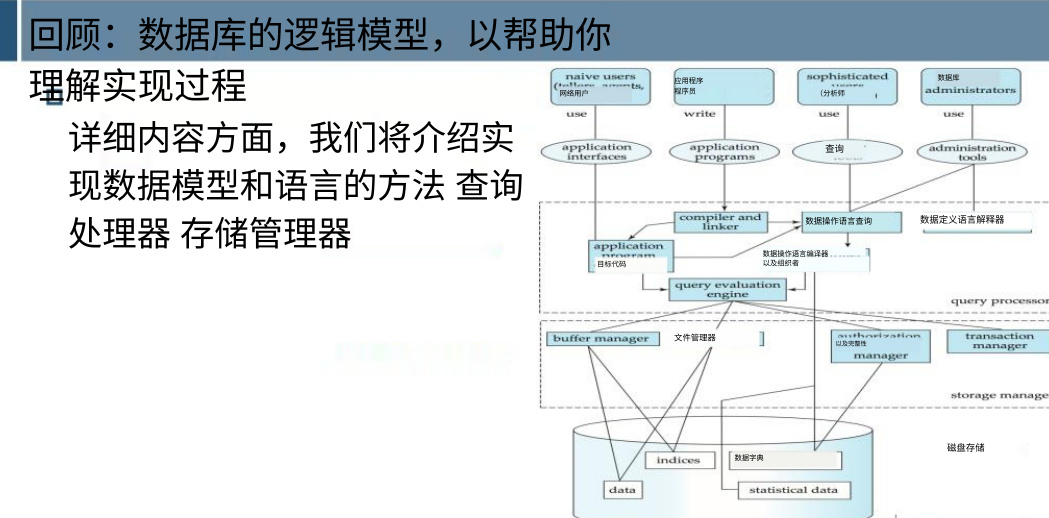 回顾：数据库的逻辑模型，以帮助你
理解实现过程
详细内容方面，我们将介绍实
现数据模型和语言的方法 查询
处理器 存储管理器
naive users
(tellers, agents,
网络用户
应用程序
程序员
sophisticated
users
（分析师
数据库
administrators
use
write
use
use
application
interfaces
application
programs
查询
administration
tools
compiler and
linker
数据操作语言查询
数据定义语言解释器
application
program
目标代码
数据操作语言编译器
以及组织者
query evaluation
engine
query processor
buffer manager
文件管理器
authorization
以及完整性
manager
transaction
manager
storage manage
磁盘存储
indices
数据字典
data
statistical data